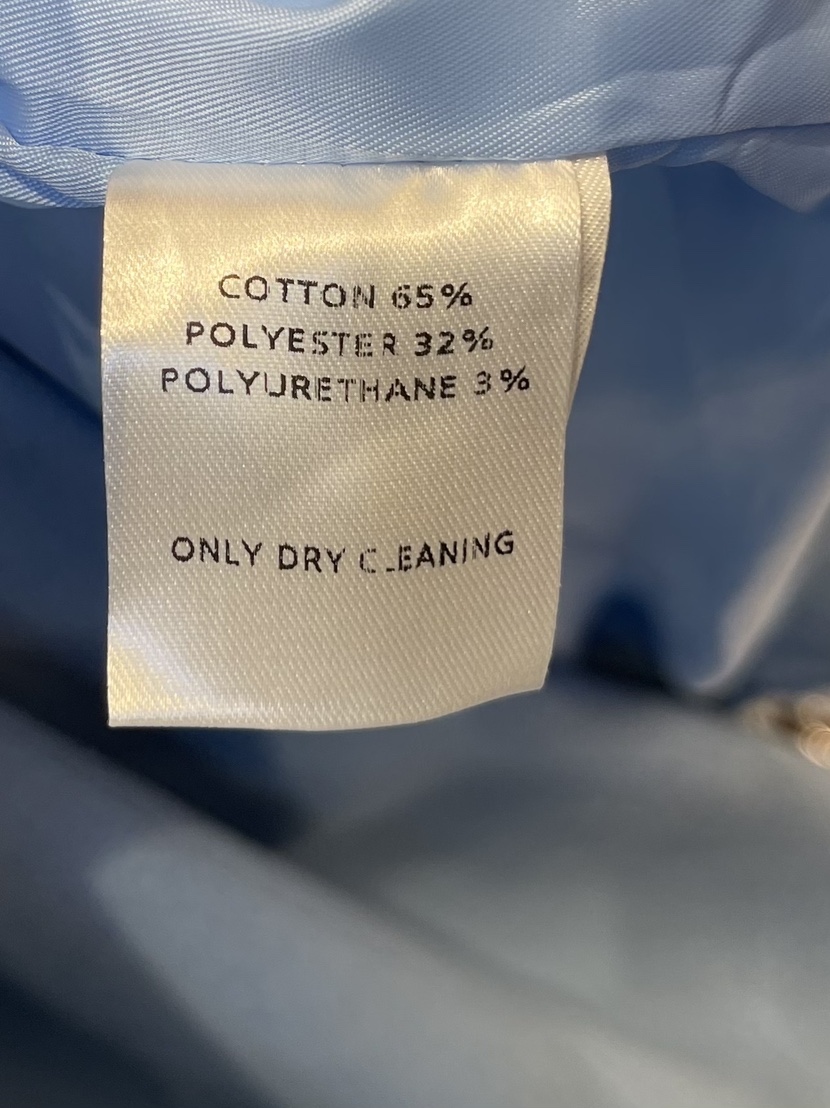 COTTON 65%
POLYESTER 32%
POLYURETHANE 3%
ONLY DRY CLEANING